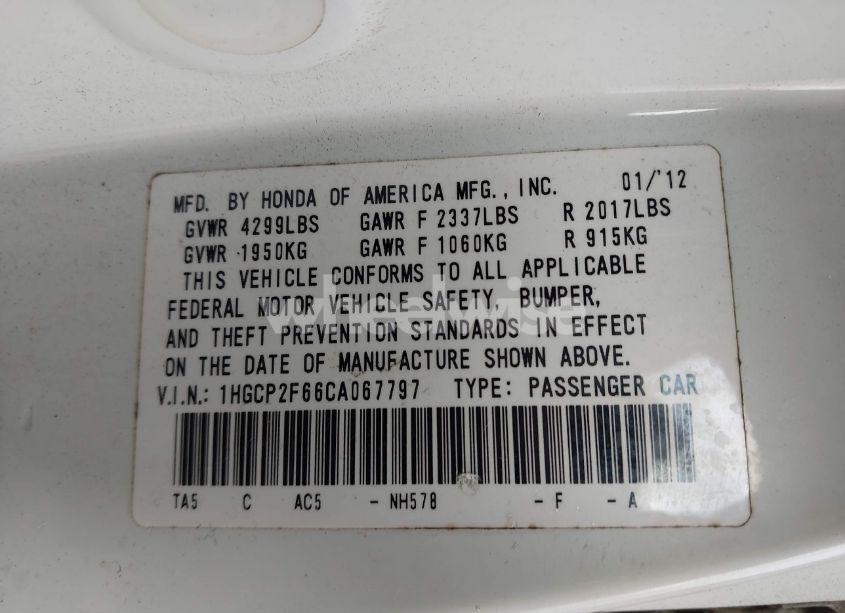 MFD. BY HONDA OF AMERICA MFG., INC. 01/'12
GVWR 4299LBS GAWR F 2337LBS R 2017LBS
GVWR 1950KG GAWR F 1060KG R 915KG
THIS VEHICLE CONFORMS TO ALL APPLICABLE
FEDERAL MOTOR VEHICLE SAFETY, BUMPER,
AND THEFT PREVENTION STANDARDS IN EFFECT
ON THE DATE OF MANUFACTURE SHOWN ABOVE.
V.I.N.: 1HGCP2F66CA067797 TYPE: PASSENGER CAR
TA5 C AC5 - NH578 - F - A
wheelwise